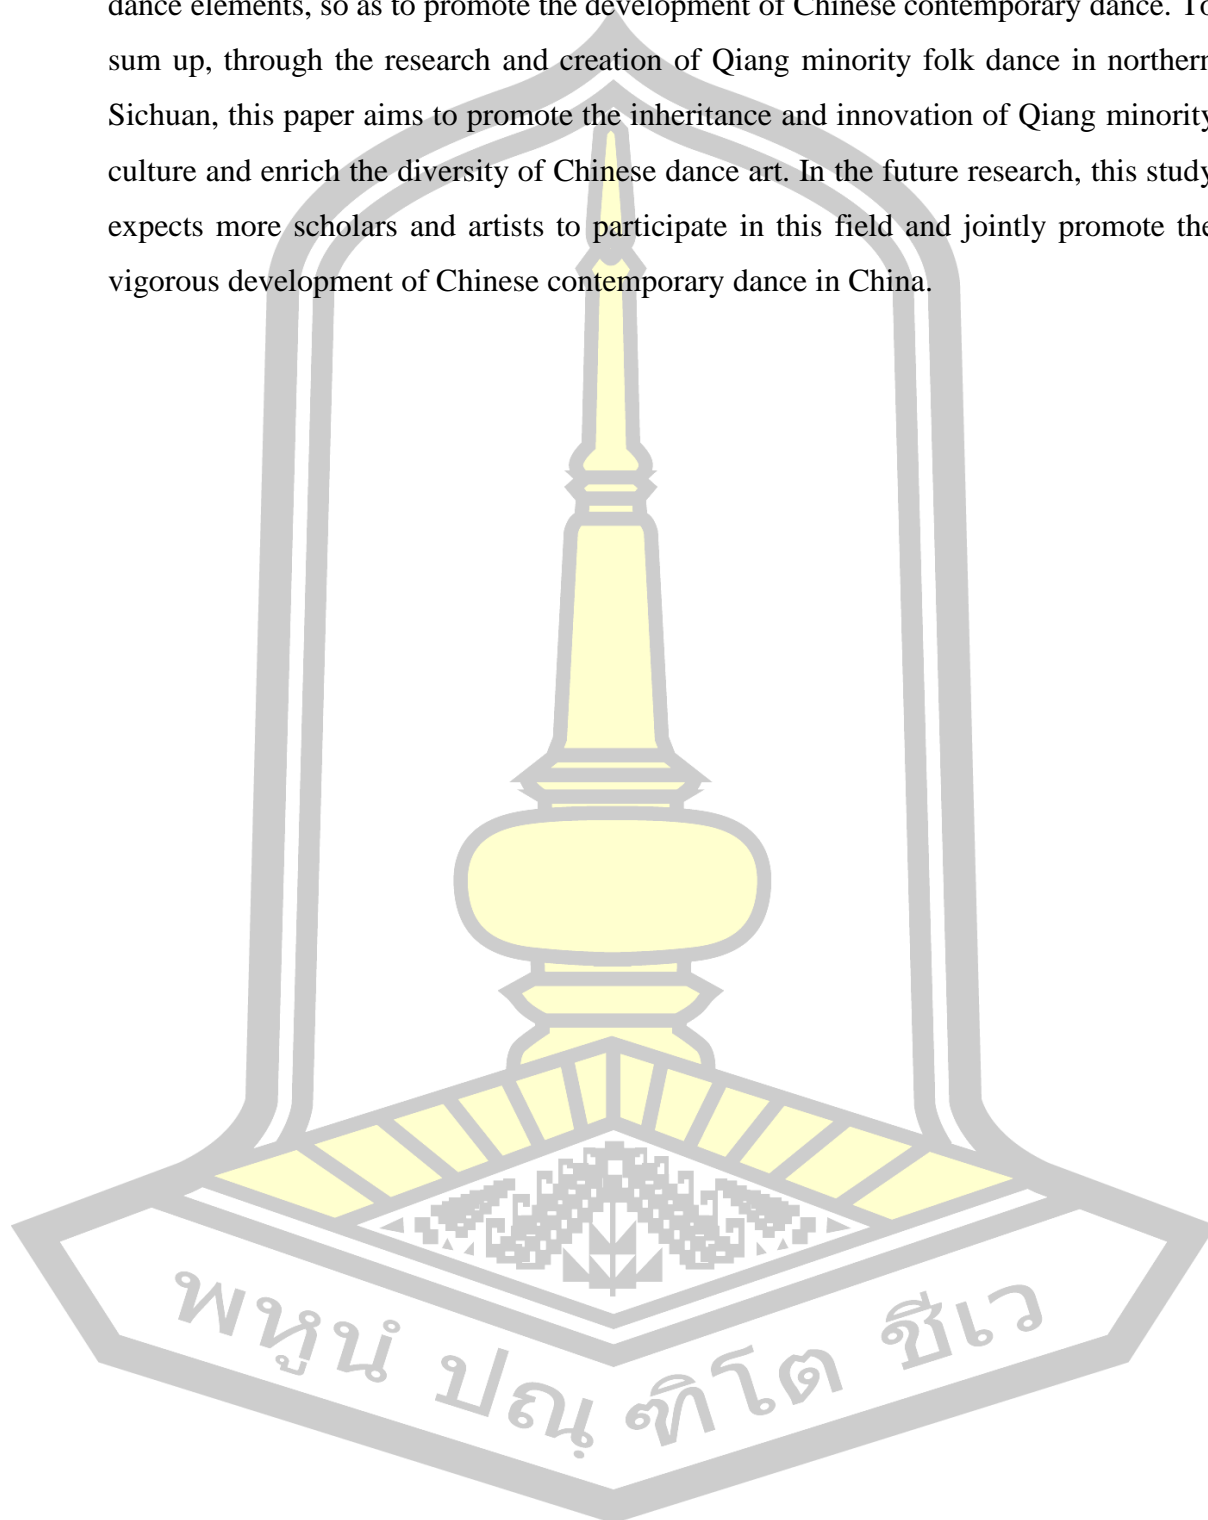 dance elements, so as to promote the development of Chinese contemporary dance. To
sum up, through the research and creation of Qiang minority folk dance in northern
Sichuan, this paper aims to promote the inheritance and innovation of Qiang minority
culture and enrich the diversity of Chinese dance art. In the future research, this study
expects more scholars and artists to participate in this field and jointly promote the
vigorous development of Chinese contemporary dance in China.
พหูนํ ปณฺฑิโต ชีเว